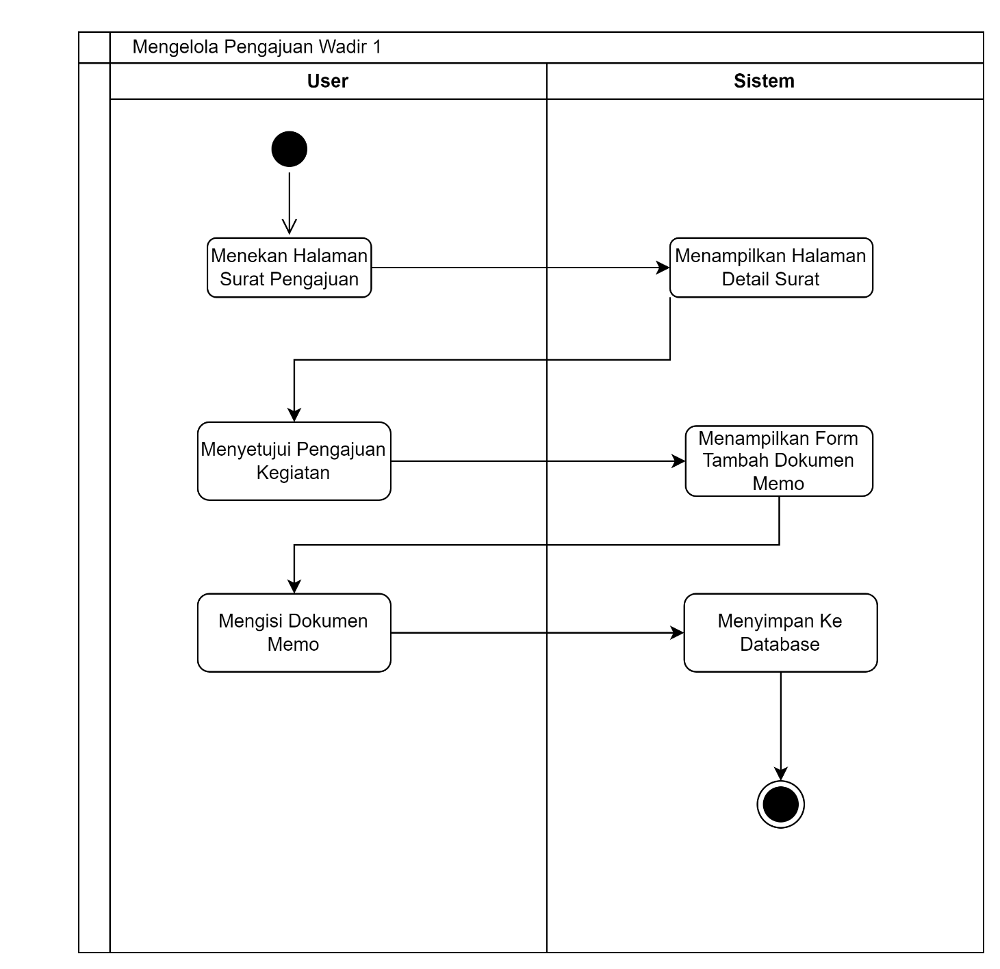 Mengelola Pengajuan Wadir 1
User
Sistem
Menekan Halaman
Surat Pengajuan
Menampilkan Halaman
Detail Surat
Menyetujui Pengajuan
Kegiatan
Menampilkan Form
Tambah Dokumen
Memo
Mengisi Dokumen
Memo
Menyimpan Ke
Database